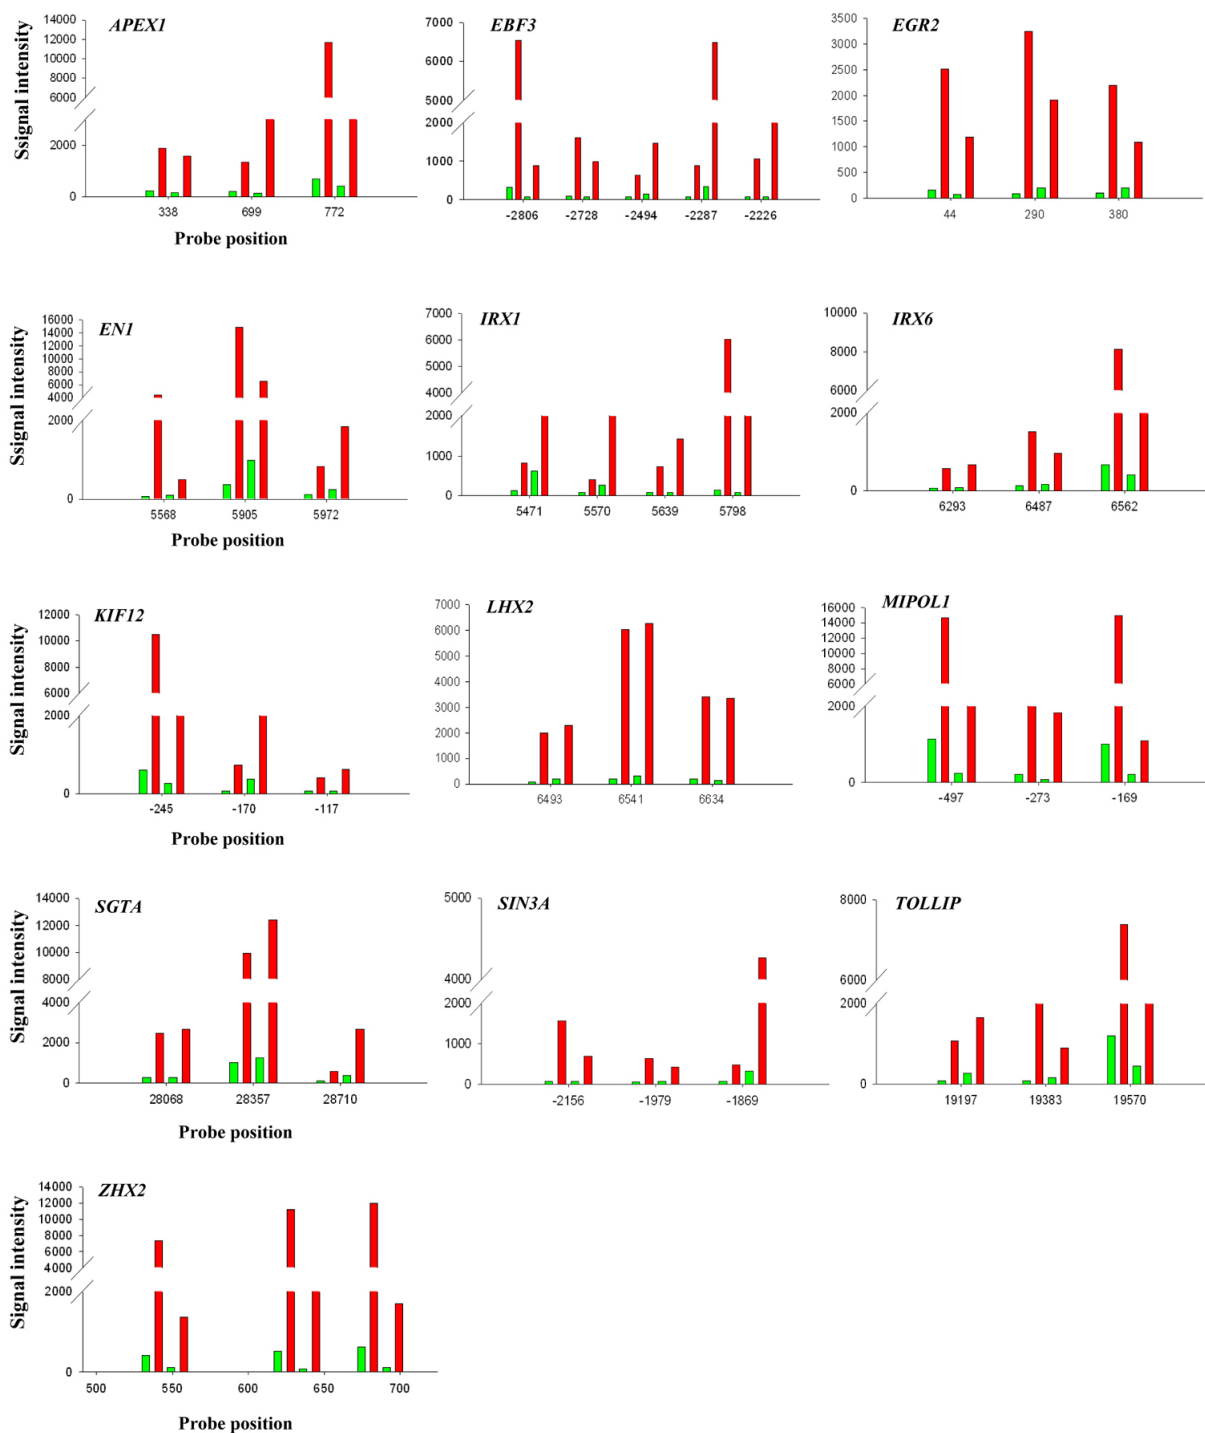 APEX1
Ssignal intensity
14000
12000
10000
8000
6000
2000
0
338 699 772
Probe position
EBF3
7000
6000
5000
2000
1000
0
-2806 -2728 -2494 -2287 -2226
EGR2
3500
3000
2500
2000
1500
1000
500
0
44 290 380
EN1
Ssignal intensity
16000
14000
12000
10000
8000
6000
4000
2000
0
5568 5905 5972
Probe position
IRX1
7000
6000
5000
4000
2000
1000
0
5471 5570 5639 5798
IRX6
10000
8000
6000
2000
0
6293 6487 6562
KIF12
Signal intensity
12000
10000
8000
6000
2000
0
-245 -170 -117
Probe position
LHX2
7000
6000
5000
4000
3000
2000
1000
0
6493 6541 6634
MIPOL1
16000
14000
12000
10000
8000
6000
2000
0
-497 -273 -169
SGTA
Signal intensity
14000
12000
10000
8000
4000
2000
0
28068 28357 28710
Probe position
SIN3A
5000
4000
2000
1000
0
-2156 -1979 -1869
TOLLIP
8000
6000
2000
0
19197 19383 19570
ZHX2
Signal intensity
14000
12000
10000
8000
6000
4000
2000
0
500 550 600 650 700
Probe position